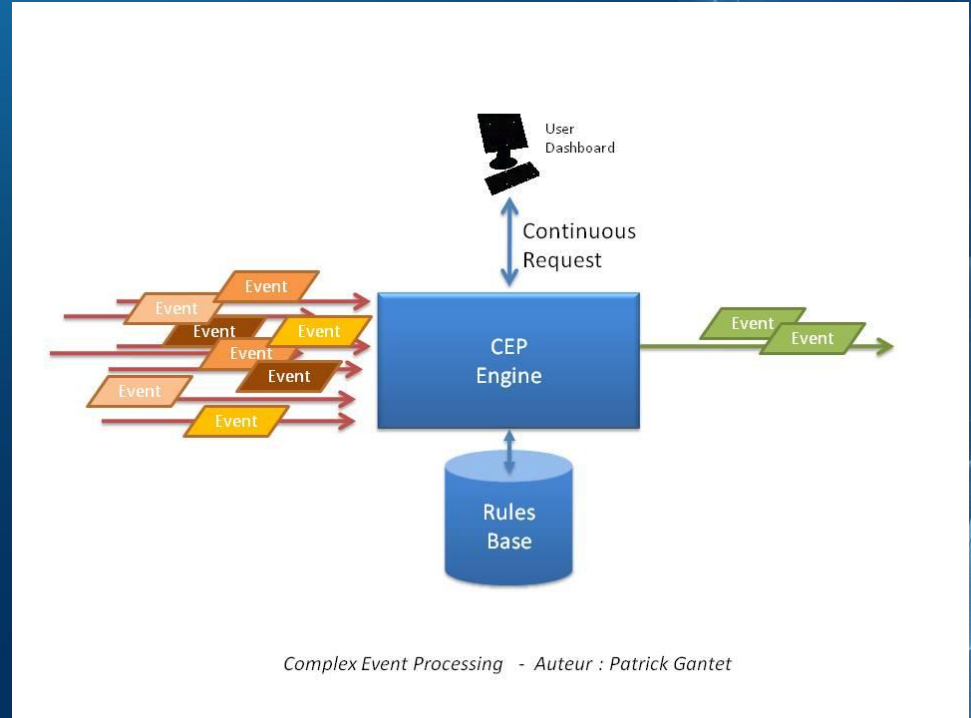 User
Dashboard
Continuous
Request
Event
Event
Event
Event
Event
Event
Event
Event
CEP
Engine
Event
Event
Rules
Base
Complex Event Processing - Auteur : Patrick Gantet